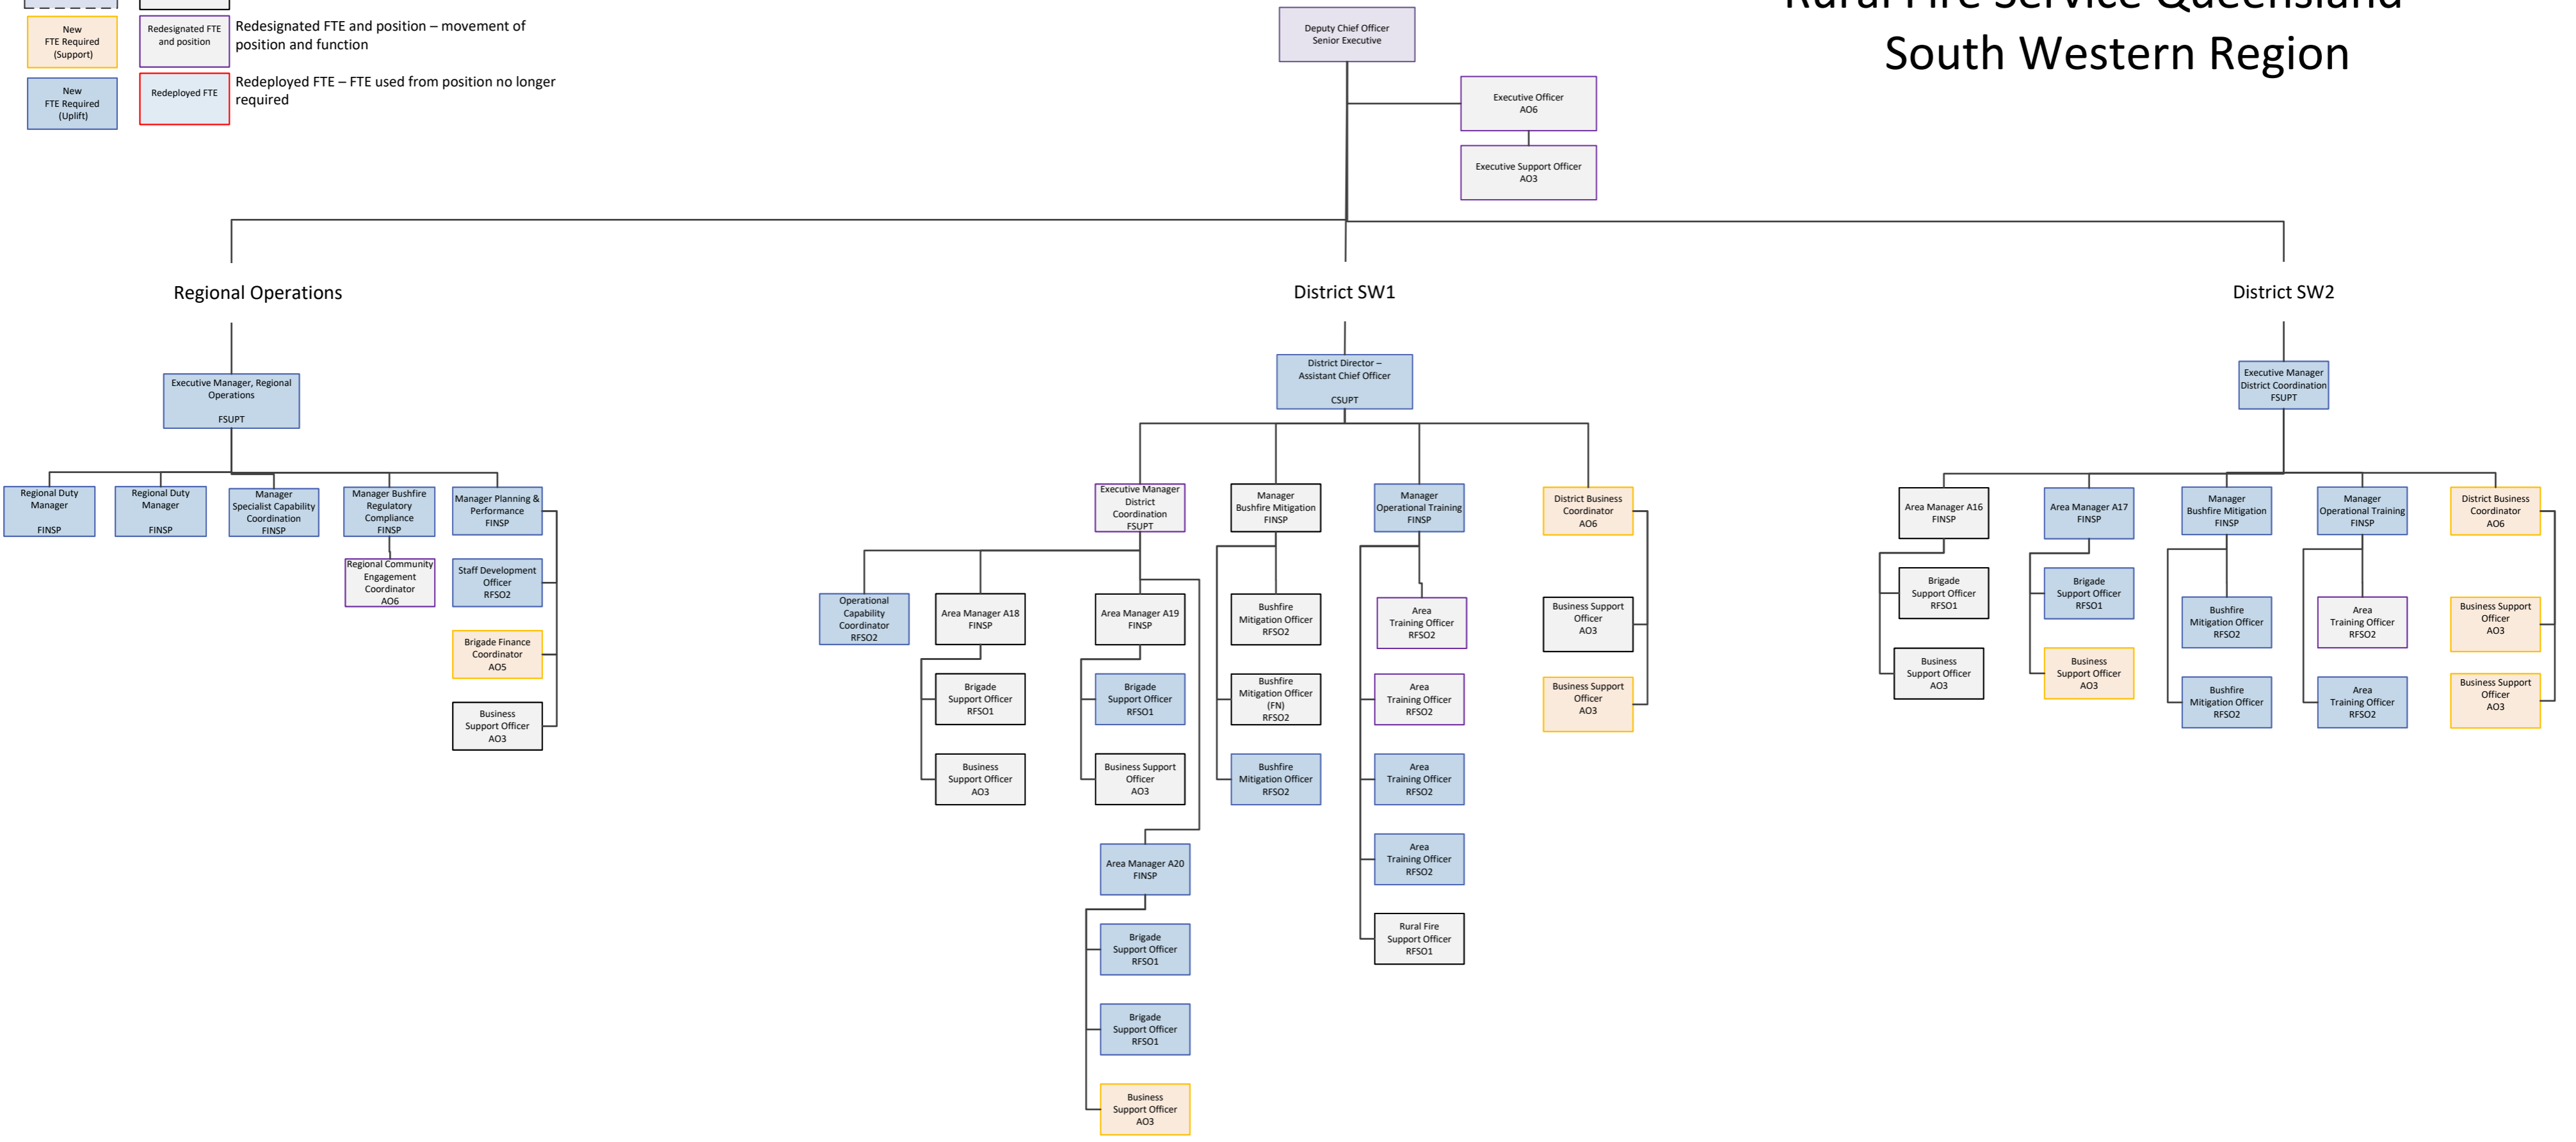 Rural Fire Service Queensland
South Western Region
New
FTE Required
(Support)
Redesignated FTE
and position
Redesignated FTE and position – movement of
position and function
New
FTE Required
(Uplift)
Redeployed FTE
Redeployed FTE – FTE used from position no longer
required
Deputy Chief Officer
Senior Executive
Executive Officer
AO6
Executive Support Officer
AO3
Regional Operations
District SW1
District SW2
Executive Manager, Regional
Operations
FSUPT
Regional Duty
Manager
FINSP
Regional Duty
Manager
FINSP
Manager
Specialist Capability
Coordination
FINSP
Manager Bushfire
Regulatory
Compliance
FINSP
Manager Planning &
Performance
FINSP
Regional Community
Engagement
Coordinator
AO6
Staff Development
Officer
RFSO2
Brigade Finance
Coordinator
AO5
Business
Support Officer
AO3
District Director –
Assistant Chief Officer
CSUPT
Executive Manager
District
Coordination
FSUPT
Manager
Bushfire Mitigation
FINSP
Manager
Operational Training
FINSP
District Business
Coordinator
AO6
Operational
Capability
Coordinator
RFSO2
Area Manager A18
FINSP
Brigade
Support Officer
RFSO1
Business
Support Officer
AO3
Area Manager A19
FINSP
Brigade
Support Officer
RFSO1
Business Support
Officer
AO3
Area Manager A20
FINSP
Brigade
Support Officer
RFSO1
Brigade
Support Officer
RFSO1
Business
Support Officer
AO3
Bushfire
Mitigation Officer
RFSO2
Bushfire
Mitigation Officer
(FN)
RFSO2
Bushfire
Mitigation Officer
RFSO2
Area
Training Officer
RFSO2
Area
Training Officer
RFSO2
Area
Training Officer
RFSO2
Area
Training Officer
RFSO2
Rural Fire
Support Officer
RFSO1
Business Support
Officer
AO3
Business Support
Officer
AO3
Executive Manager
District Coordination
FSUPT
Area Manager A16
FINSP
Brigade
Support Officer
RFSO1
Business
Support Officer
AO3
Area Manager A17
FINSP
Brigade
Support Officer
RFSO1
Business
Support Officer
AO3
Manager
Bushfire Mitigation
FINSP
Bushfire
Mitigation Officer
RFSO2
Bushfire
Mitigation Officer
RFSO2
Manager
Operational Training
FINSP
Area
Training Officer
RFSO2
Area
Training Officer
RFSO2
District Business
Coordinator
AO6
Business Support
Officer
AO3
Business Support
Officer
AO3